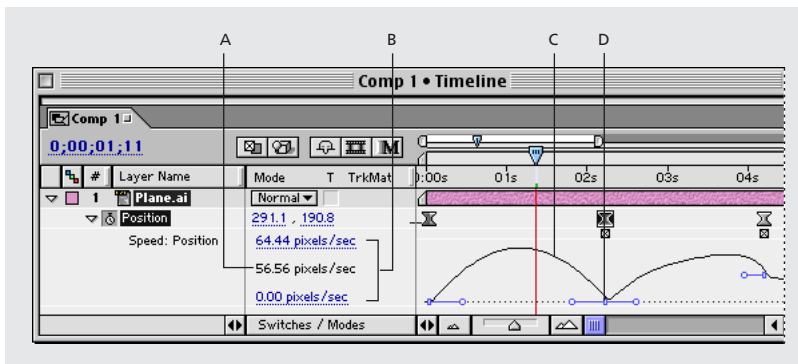 A B C D
Comp 1 • Timeline
Comp 1
0;00;01;11
M
# Layer Name Mode T TrkMat ):00s 01s 02s 03s 04s
1 Plane.ai Normal
Position 291.1 , 190.8
Speed: Position 64.44 pixels/sec
56.56 pixels/sec
0.00 pixels/sec
Switches / Modes